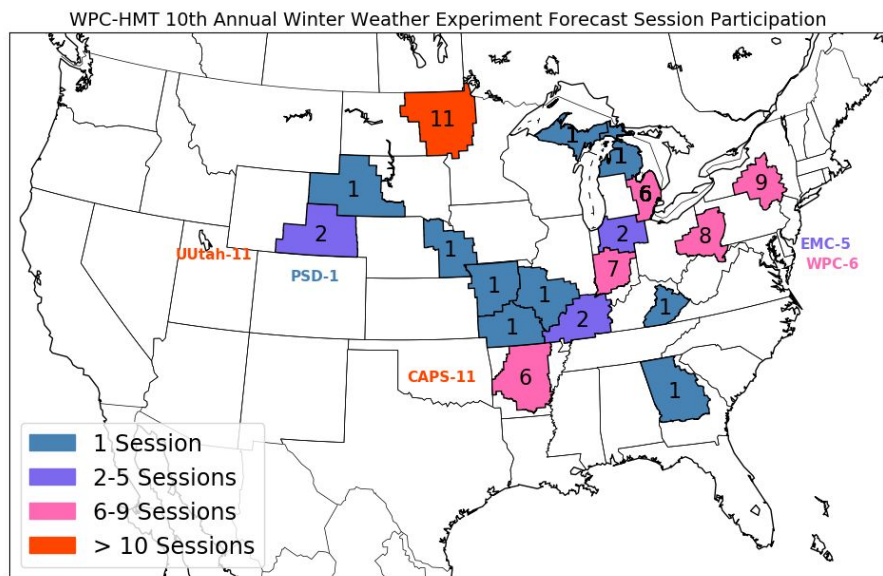 WPC-HMT 10th Annual Winter Weather Experiment Forecast Session Participation
11
1
1
1
6
9
2
2
8
1
7
UUtah-11
PSD-1
EMC-5
WPC-6
1
1
1
2
1
CAPS-11
6
1
1 Session
2-5 Sessions
6-9 Sessions
> 10 Sessions